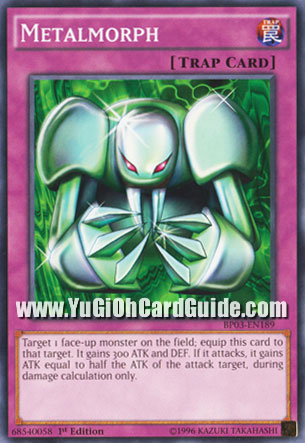 METALMORPH
TRAP
罠
[TRAP CARD]
www.YuGiOhCardGuide.com
BP03-EN189
Target 1 face-up monster on the field; equip this card
to that target. It gains 300 ATK and DEF. If it attacks, it gains
ATK equal to half the ATK of the attack target, during
damage calculation only.
68540058
1st Edition
©1996 KAZUKI TAKAHASHI